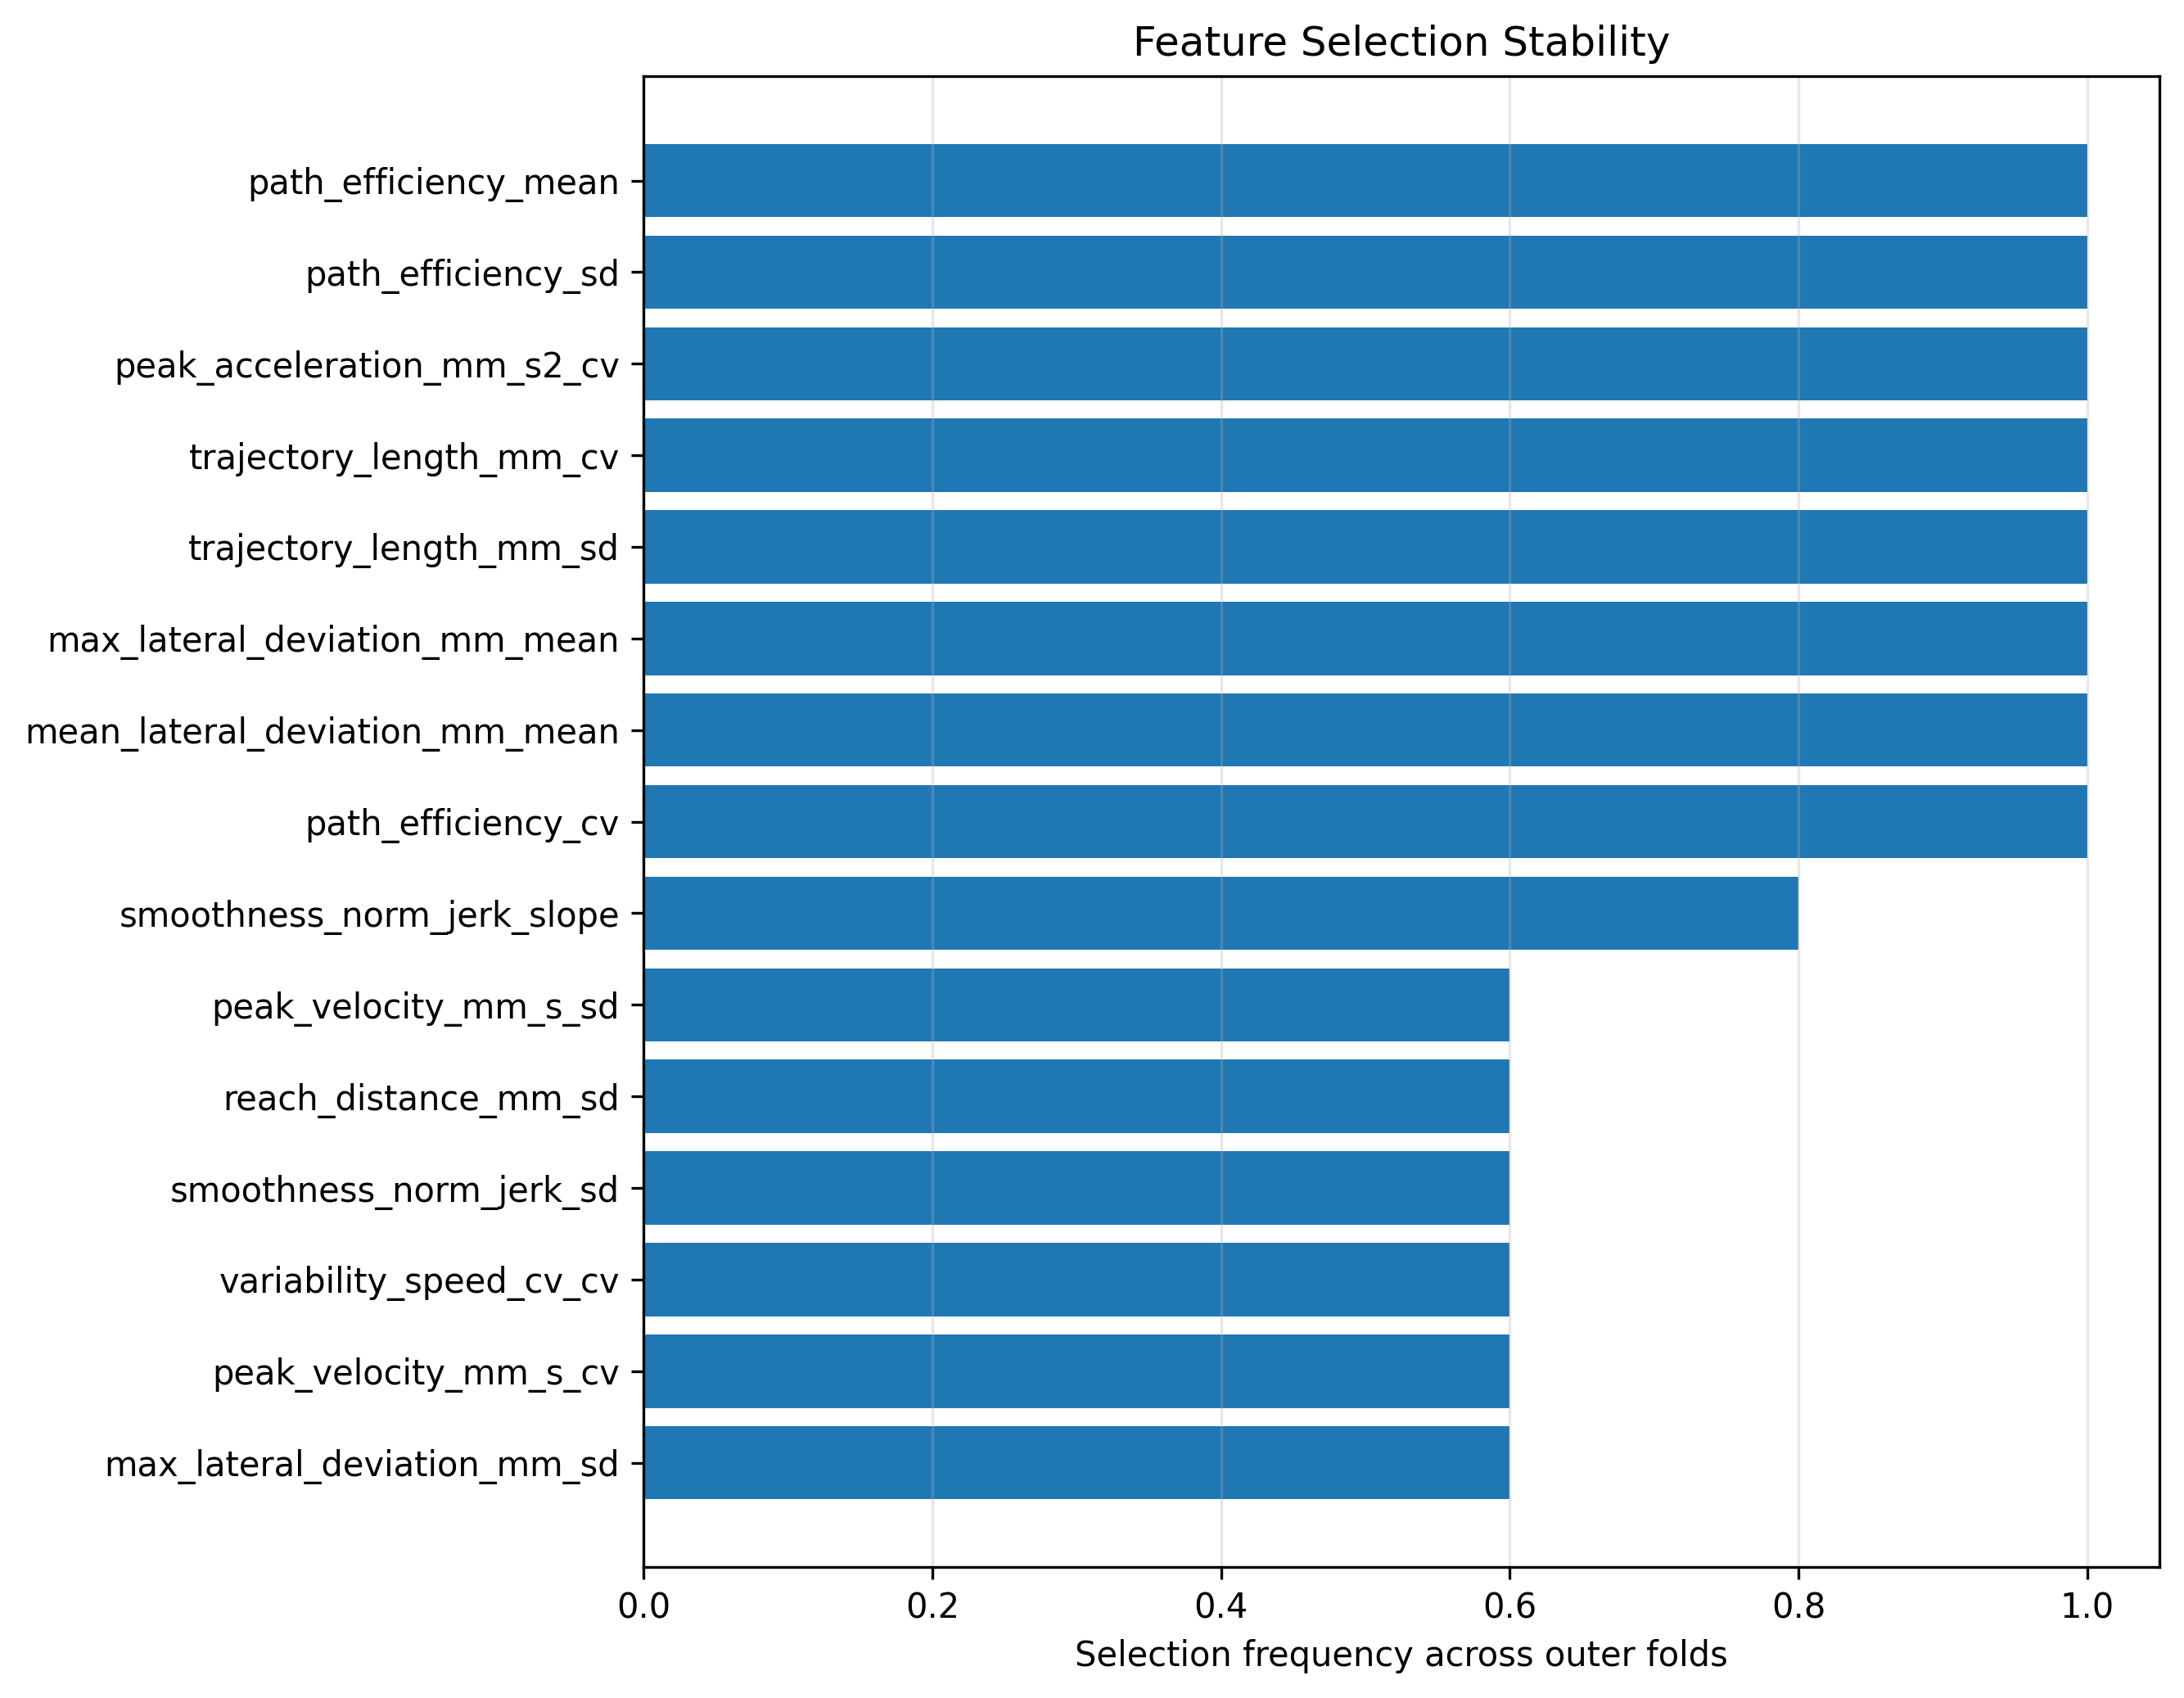 Feature Selection Stability
path_efficiency_mean
path_efficiency_sd
peak_acceleration_mm_s2_cv
trajectory_length_mm_cv
trajectory_length_mm_sd
max_lateral_deviation_mm_mean
mean_lateral_deviation_mm_mean
path_efficiency_cv
smoothness_norm_jerk_slope
peak_velocity_mm_s_sd
reach_distance_mm_sd
smoothness_norm_jerk_sd
variability_speed_cv_cv
peak_velocity_mm_s_cv
max_lateral_deviation_mm_sd
0.0 0.2 0.4 0.6 0.8 1.0
Selection frequency across outer folds